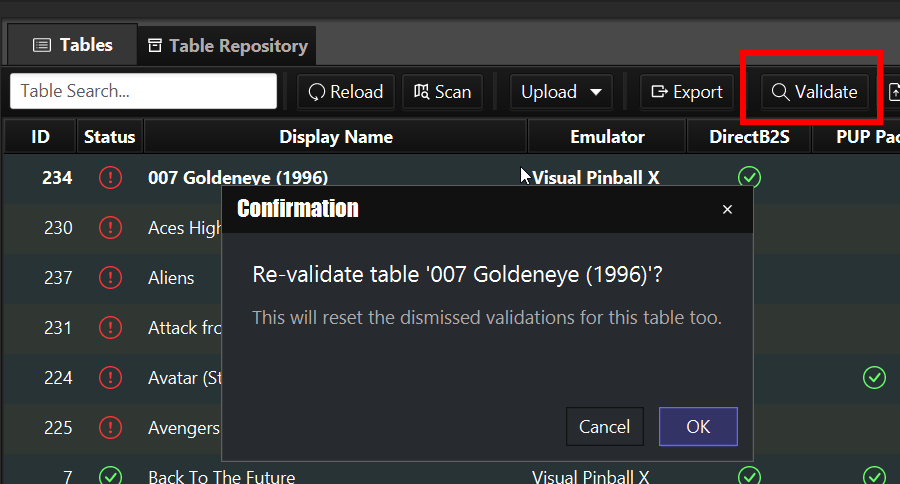 Tables Table Repository
Table Search... Reload Scan Upload Export Validate
ID Status Display Name Emulator DirectB2S PUP Pac
234 007 Goldeneye (1996) Visual Pinball X
Confirmation
230 Aces High
Re-validate table '007 Goldeneye (1996)'?
237 Aliens
This will reset the dismissed validations for this table too.
231 Attack fro
224 Avatar (St
225 Avengers
Cancel OK
7 Back To The Future Visual Pinball X